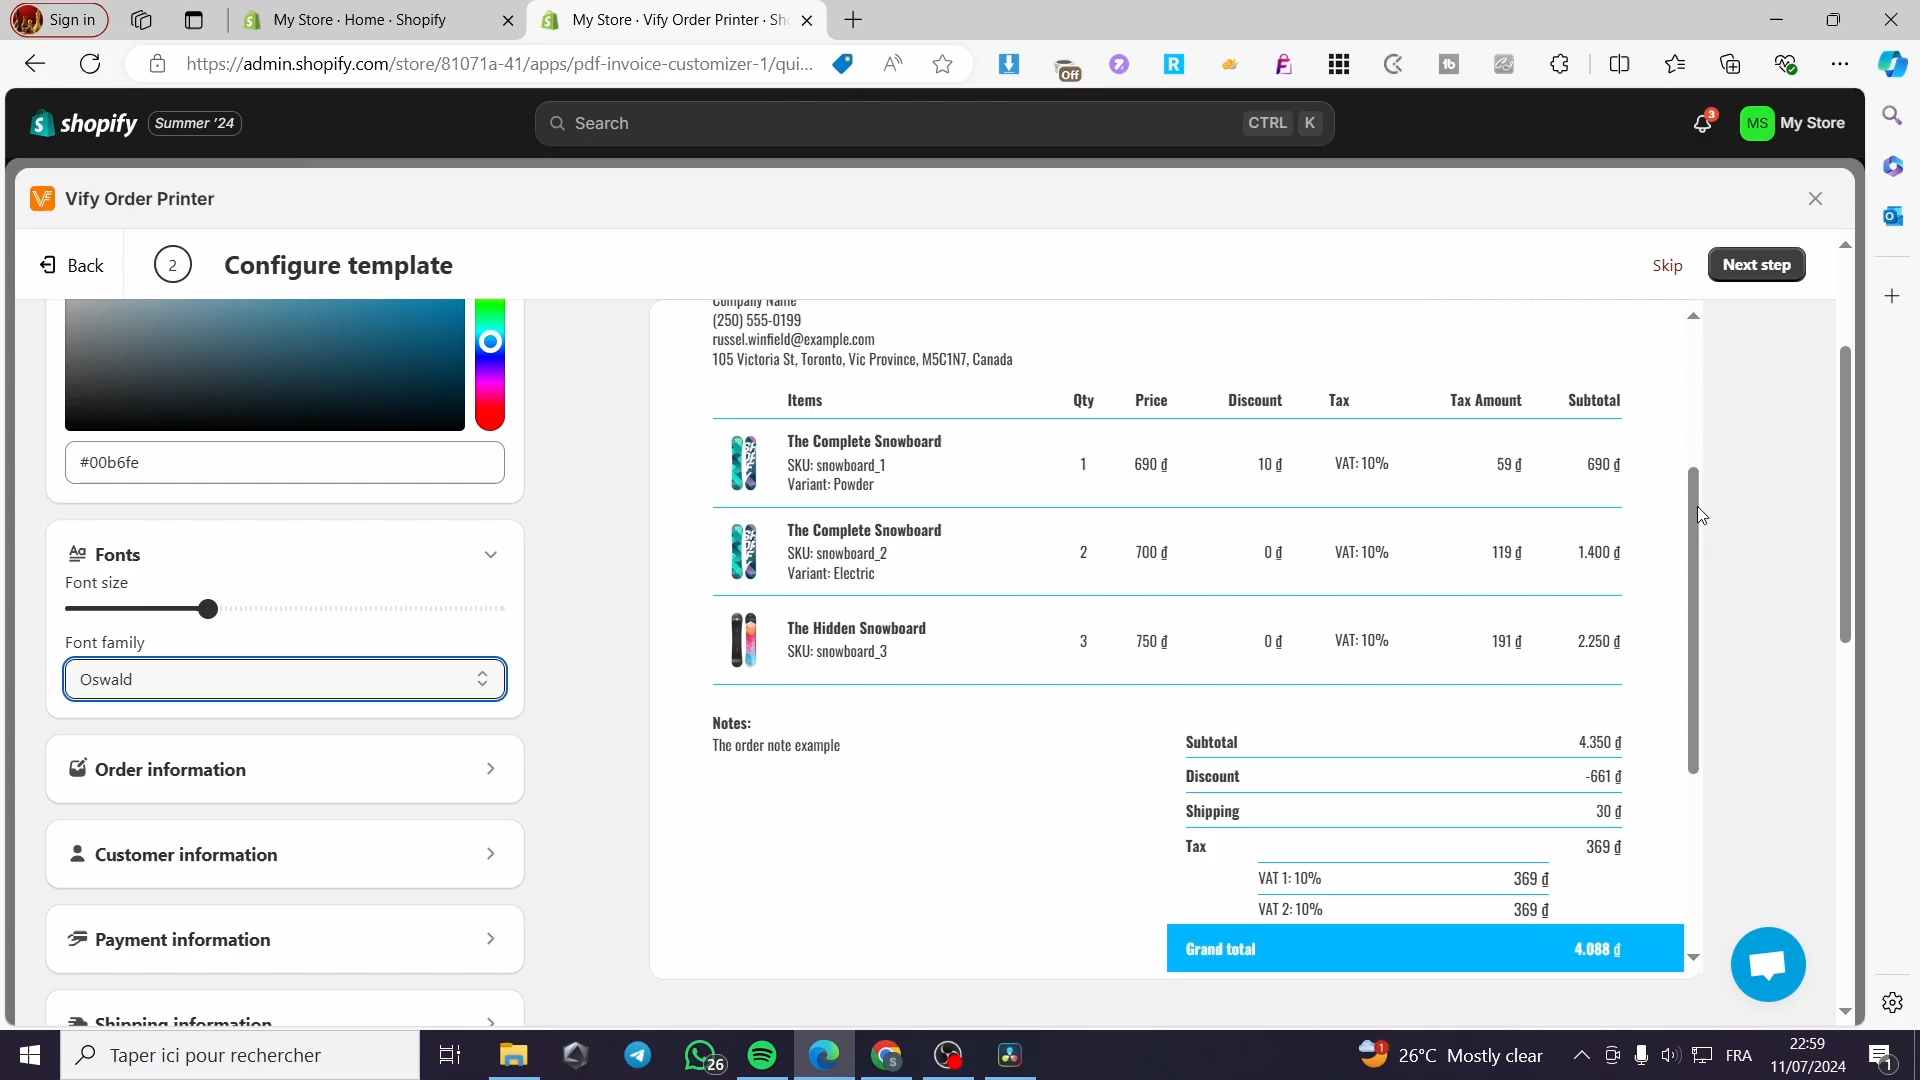 Sign in
My Store · Home · Shopify
My Store · Vify Order Printer · Sh
https://admin.shopify.com/store/81071a-41/apps/pdf-invoice-customizer-1/qui...
Off
shopify
Summer '24
Search
CTRL K
3
MS
My Store
Vify Order Printer
Back
2
Configure template
Skip
Next step
#00b6fe
Fonts
Font size
Font family
Oswald
Order information
Customer information
Payment information
Shipping information
Company Name
(250) 555-0199
russel.winfield@example.com
105 Victoria St, Toronto, Vic Province, M5C1N7, Canada
Items Qty Price Discount Tax Tax Amount Subtotal
The Complete Snowboard
SKU: snowboard_1
Variant: Powder
1 690 ₫ 10 ₫ VAT: 10% 59 ₫ 690 ₫
The Complete Snowboard
SKU: snowboard_2
Variant: Electric
2 700 ₫ 0 ₫ VAT: 10% 119 ₫ 1.400 ₫
The Hidden Snowboard
SKU: snowboard_3
3 750 ₫ 0 ₫ VAT: 10% 191 ₫ 2.250 ₫
Notes:
The order note example
Subtotal 4.350 ₫
Discount -661 ₫
Shipping 30 ₫
Tax 369 ₫
VAT 1: 10% 369 ₫
VAT 2: 10% 369 ₫
Grand total 4.088 ₫
Taper ici pour rechercher
26
1
26°C Mostly clear
FRA
22:59
11/07/2024
1